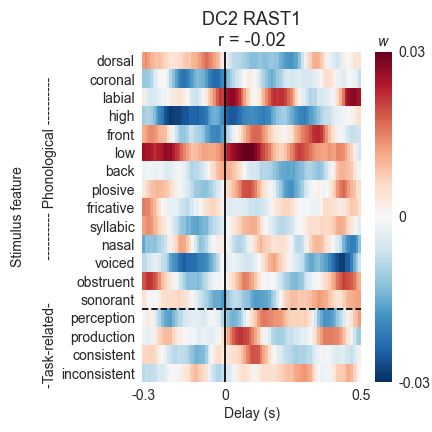 DC2 RAST1
r = -0.02
w
Stimulus feature
-Task-related- ---------- Phonological ----------
dorsal
coronal
labial
high
front
low
back
plosive
fricative
syllabic
nasal
voiced
obstruent
sonorant
perception
production
consistent
inconsistent
0.03
0
-0.03
-0.3 0 0.5
Delay (s)